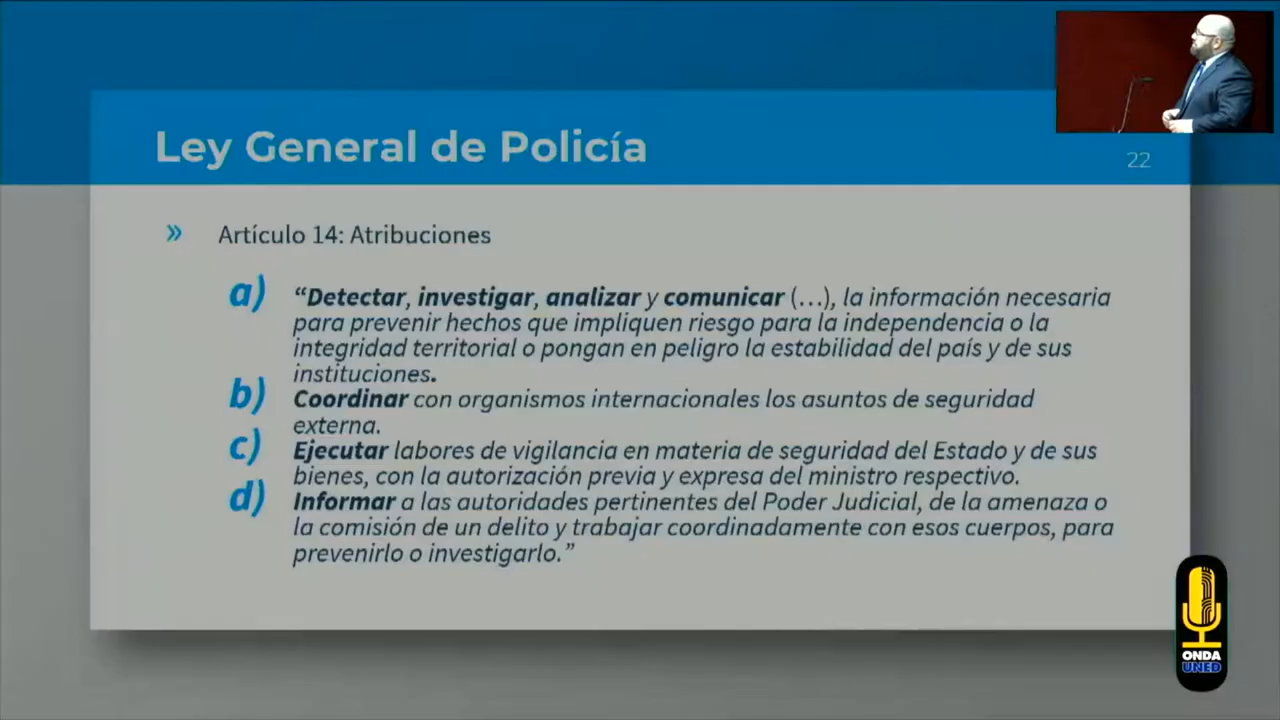 Ley General de Policía
22
» Artículo 14: Atribuciones
a) “Detectar, investigar, analizar y comunicar (…), la información necesaria
para prevenir hechos que impliquen riesgo para la independencia o la
integridad territorial o pongan en peligro la estabilidad del país y de sus
instituciones.
b) Coordinar con organismos internacionales los asuntos de seguridad
externa.
c) Ejecutar labores de vigilancia en materia de seguridad del Estado y de sus
bienes, con la autorización previa y expresa del ministro respectivo.
d) Informar a las autoridades pertinentes del Poder Judicial, de la amenaza o
la comisión de un delito y trabajar coordinadamente con esos cuerpos, para
prevenirlo o investigarlo.”
ONDA
UNED